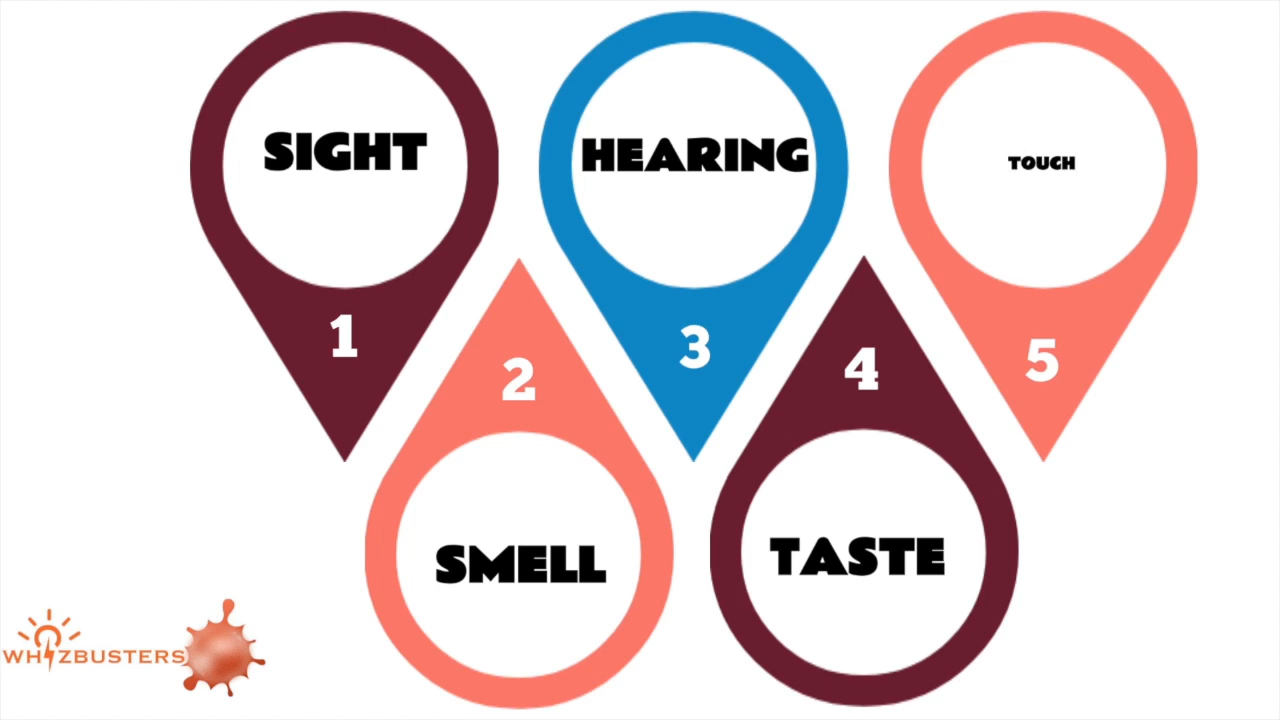 SIGHT
1
SMELL
2
HEARING
3
TASTE
4
TOUCH
5
WHIZBUSTERS